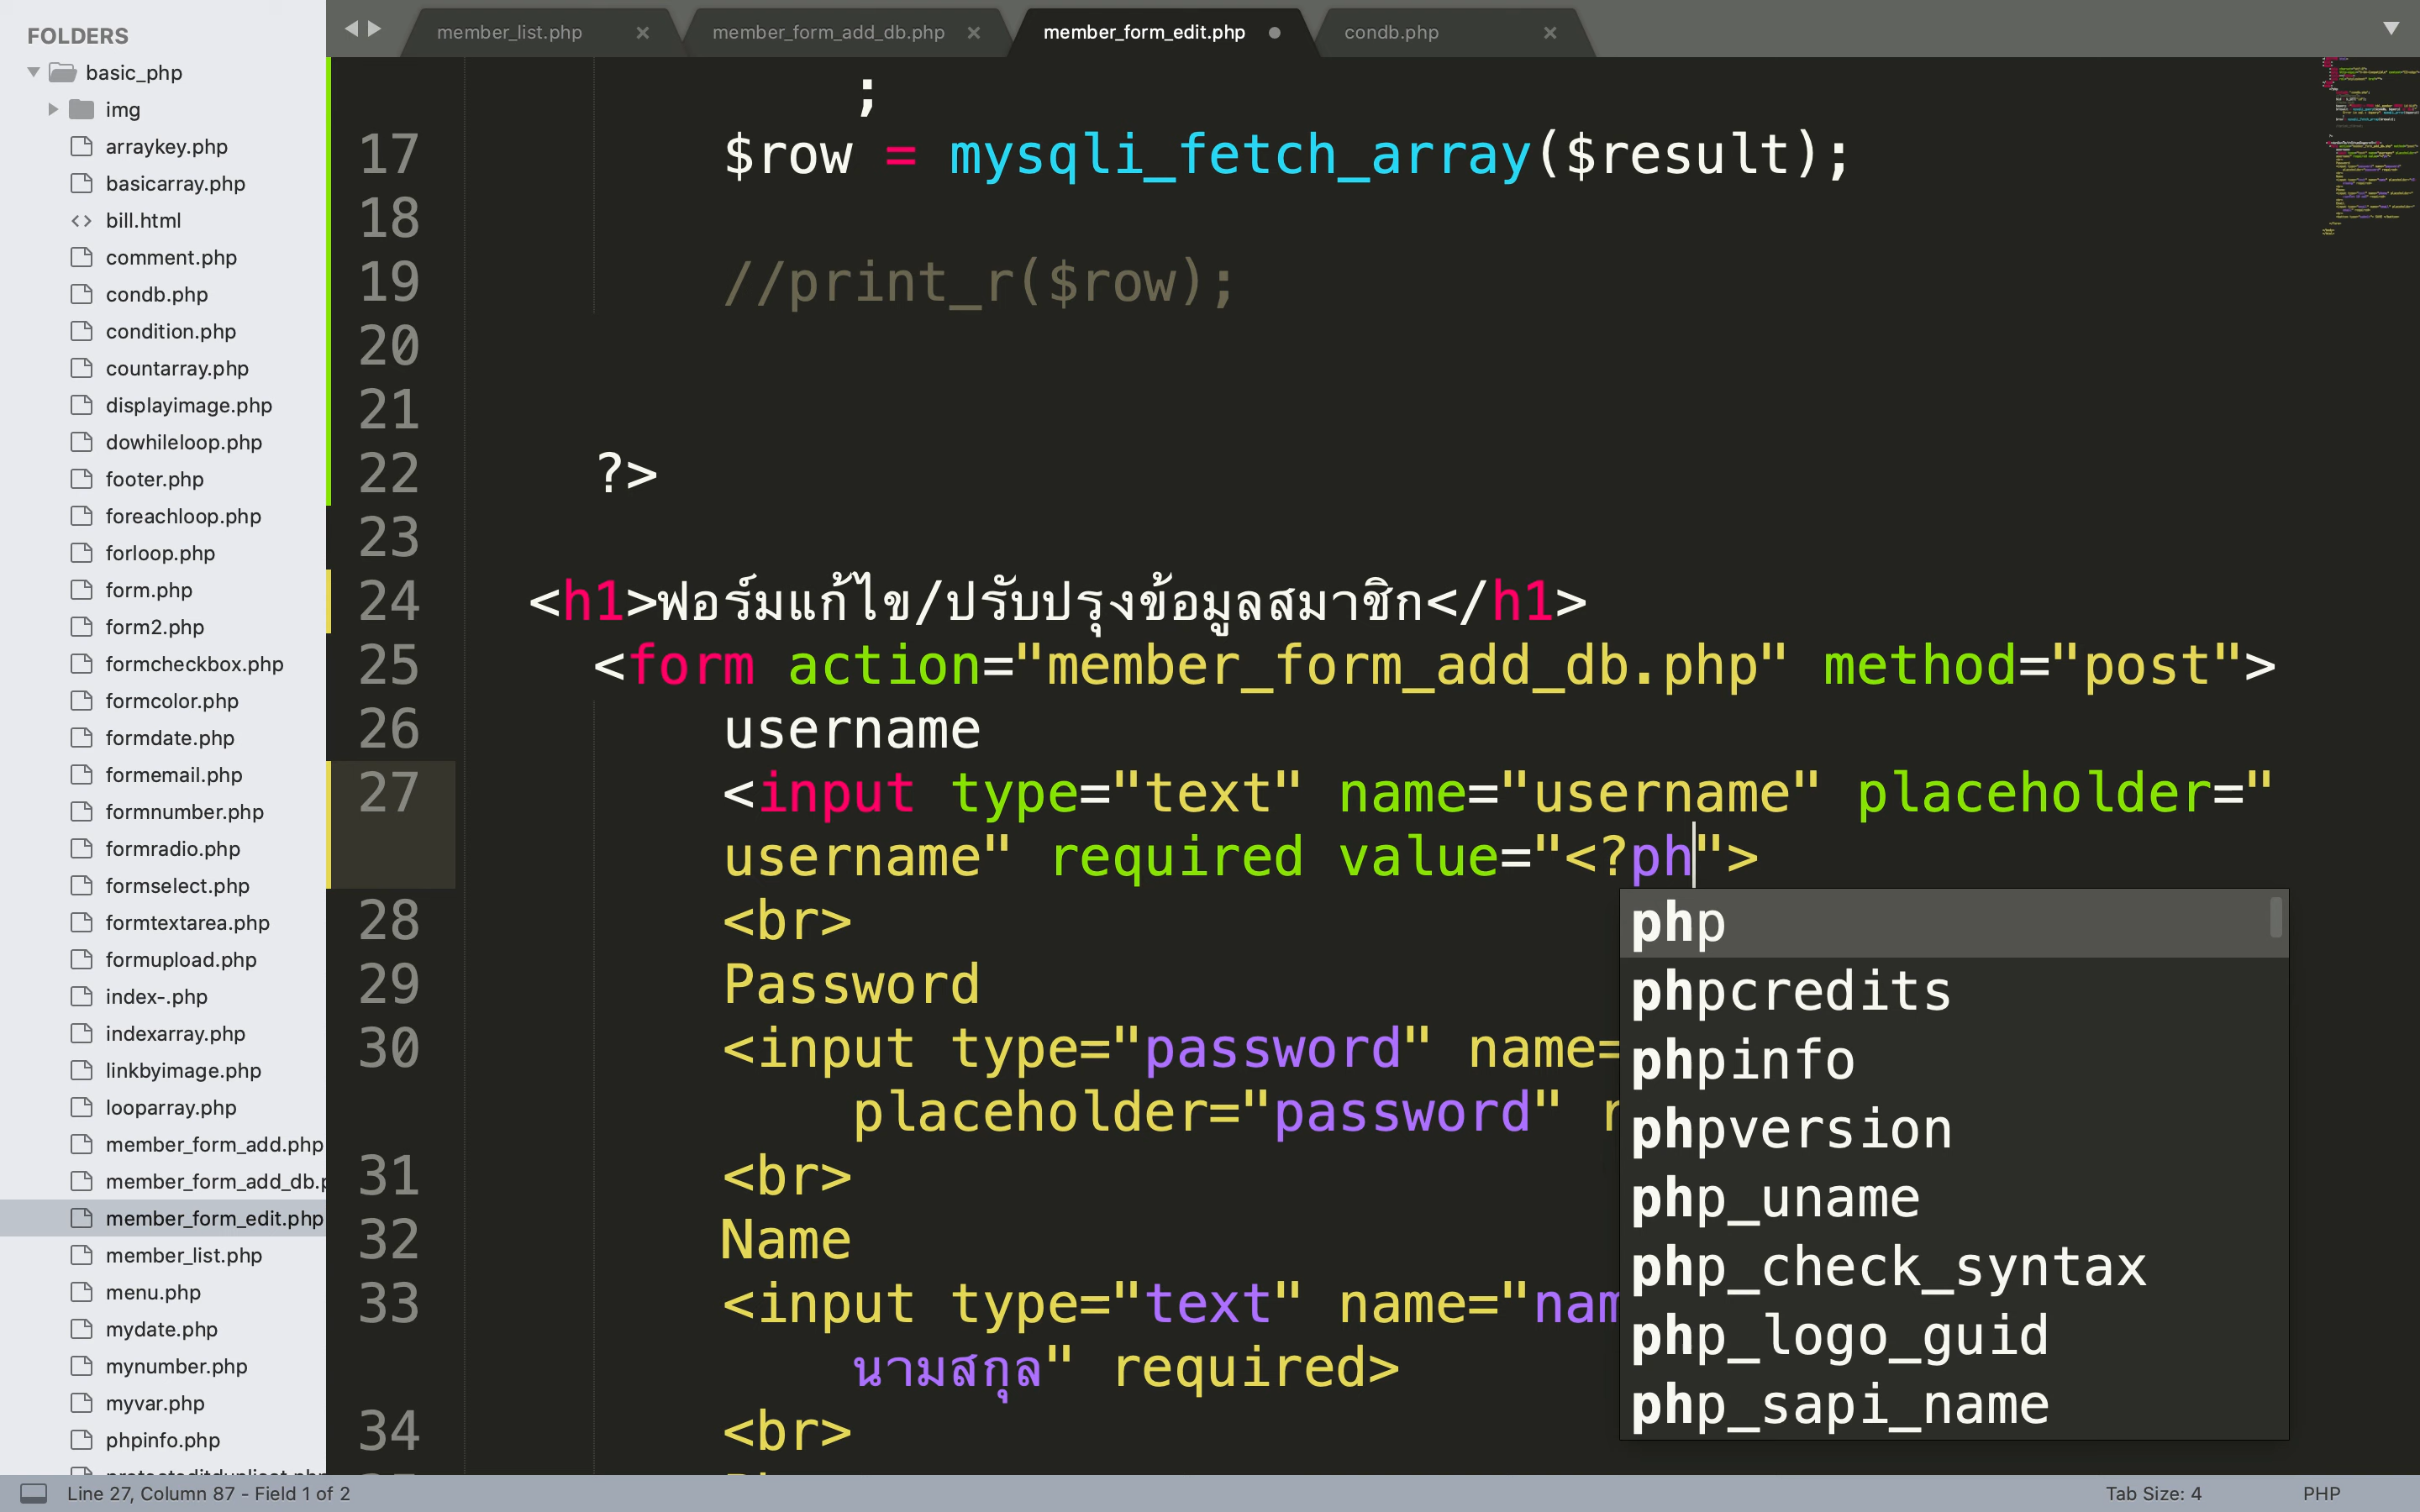 FOLDERS
basic_php
img
arraykey.php
basicarray.php
bill.html
comment.php
condb.php
condition.php
countarray.php
displayimage.php
dowhileloop.php
footer.php
foreachloop.php
forloop.php
form.php
form2.php
formcheckbox.php
formcolor.php
formdate.php
formemail.php
formnumber.php
formradio.php
formselect.php
formtextarea.php
formupload.php
index-.php
indexarray.php
linkbyimage.php
looparray.php
member_form_add.php
member_form_add_db.p
member_form_edit.php
member_list.php
menu.php
mydate.php
mynumber.php
myvar.php
phpinfo.php
member_list.php
member_form_add_db.php
member_form_edit.php
condb.php
;
17 $row = mysqli_fetch_array($result);
18
19 //print_r($row);
20
21
22 ?>
23
24 <h1>ฟอร์มแก้ไข/ปรับปรุงข้อมูลสมาชิก</h1>
25 <form action="member_form_add_db.php" method="post">
26 username
27 <input type="text" name="username" placeholder="
username" required value="<?ph">
28 <br>
29 Password
30 <input type="password" name=
placeholder="password" r
31 <br>
32 Name
33 <input type="text" name="nam
นามสกุล" required>
34 <br>
php
phpcredits
phpinfo
phpversion
php_uname
php_check_syntax
php_logo_guid
php_sapi_name
Line 27, Column 87 - Field 1 of 2
Tab Size: 4
PHP